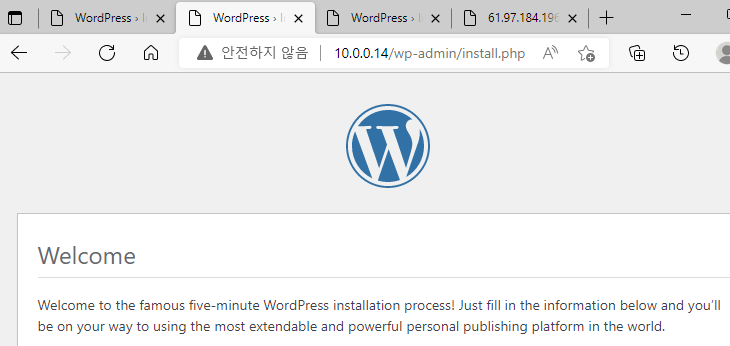 WordPress › I WordPress › I WordPress › I 61.97.184.196
안전하지 않음 10.0.0.14/wp-admin/install.php
Welcome
Welcome to the famous five-minute WordPress installation process! Just fill in the information below and you'll
be on your way to using the most extendable and powerful personal publishing platform in the world.